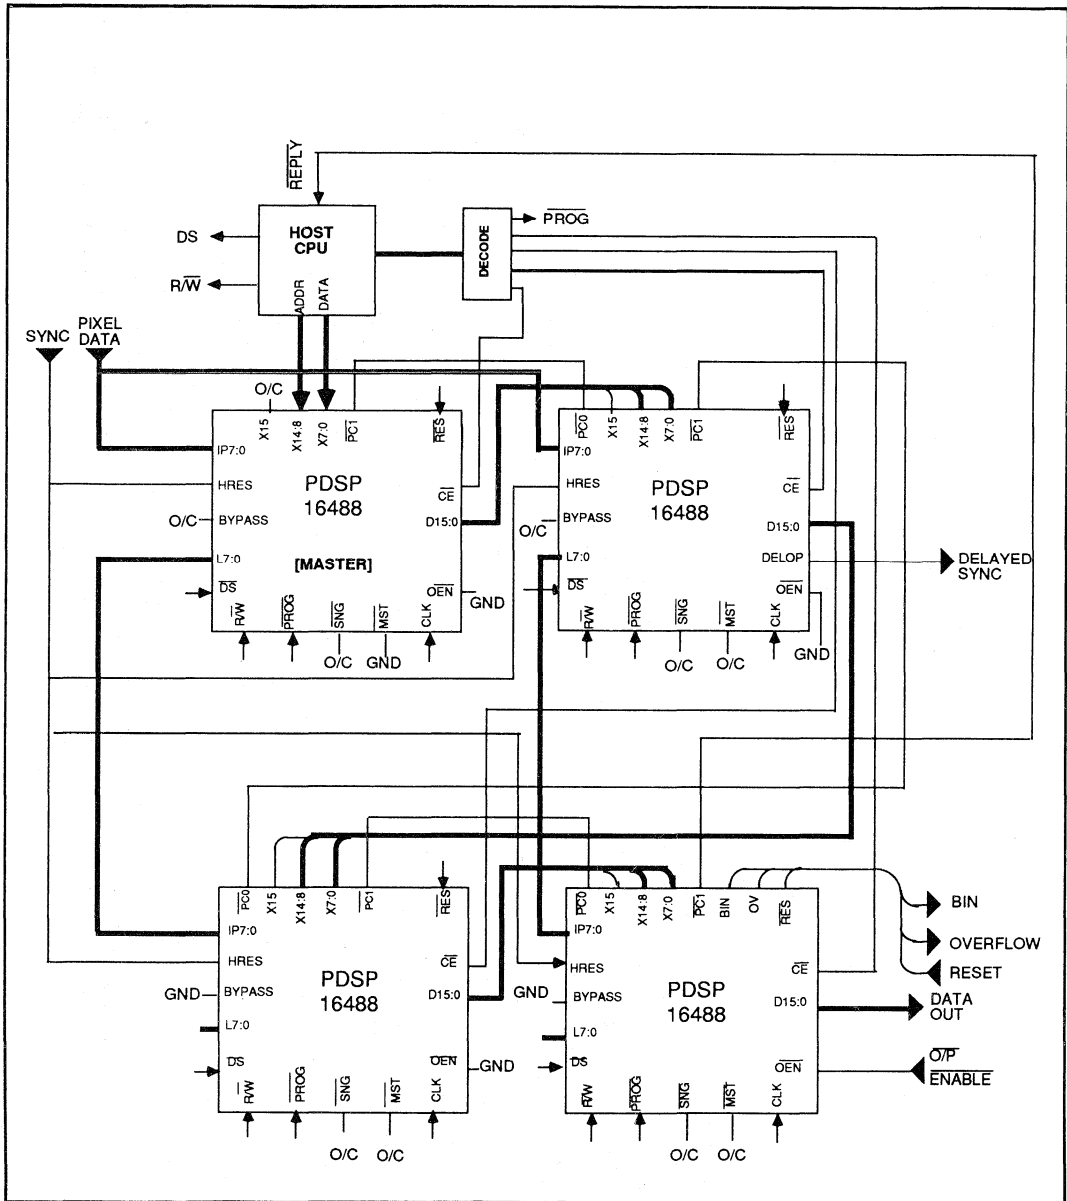 REPLY
HOST
CPU
ADDR
DATA
DECODE
PROG
DS
R/W
SYNC
PIXEL
DATA
O/C
X15
X14:8
X7:0
PC1
RES
IP7:0
HRES
BYPASS
O/C
L7:0
DS
PDSP
16488
[MASTER]
CE
D15:0
OEN
GND
R/W
PROG
SNG
MST
CLK
O/C
GND
PC0
X15
X14:8
X7:0
PC1
RES
IP7:0
HRES
BYPASS
O/C
L7:0
DS
PDSP
16488
CE
D15:0
DELOP
OEN
DELAYED
SYNC
R/W
PROG
SNG
MST
CLK
O/C
O/C
GND
PC0
X15
X14:8
X7:0
PC1
RES
IP7:0
HRES
BYPASS
GND
L7:0
DS
PDSP
16488
CE
D15:0
OEN
GND
R/W
PROG
SNG
MST
CLK
O/C
O/C
PC0
X15
X14:8
X7:0
PC1
BIN
OV
RES
IP7:0
HRES
BYPASS
GND
L7:0
DS
PDSP
16488
CE
D15:0
OEN
R/W
PROG
SNG
MST
CLK
O/C
O/C
BIN
OVERFLOW
RESET
DATA
OUT
O/P
ENABLE